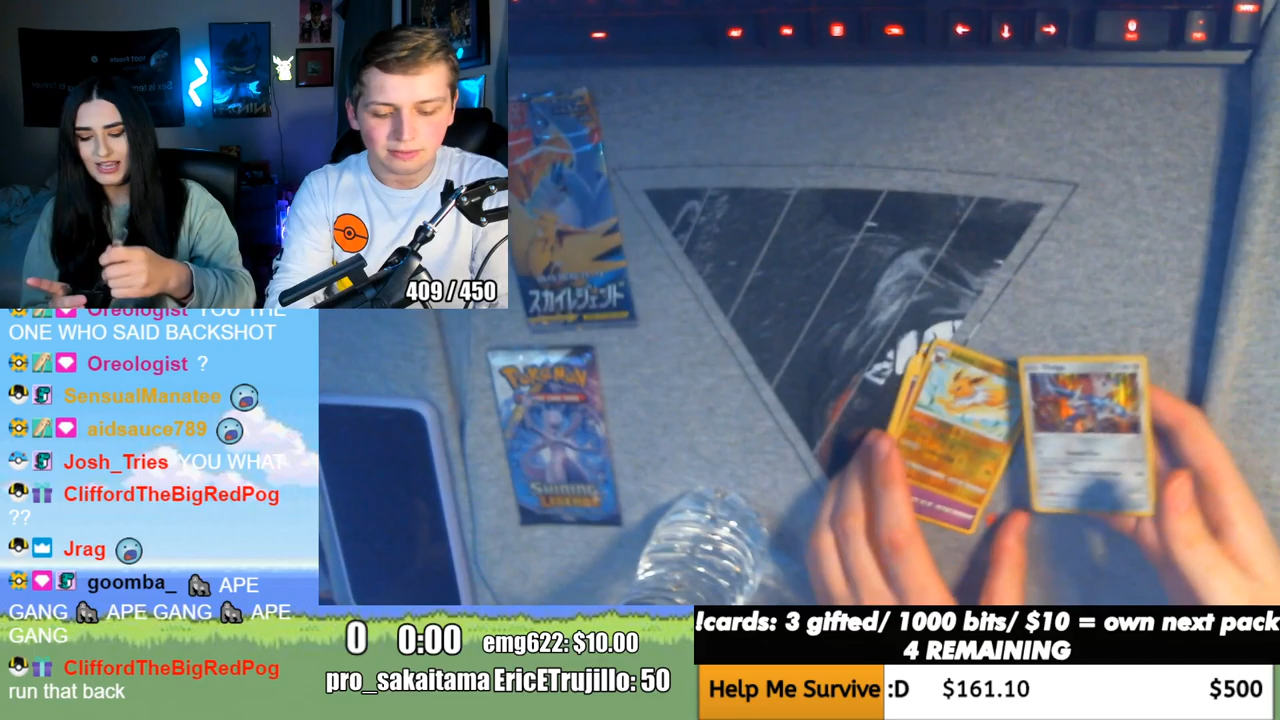 409 / 450
Oreologist YOU THE
ONE WHO SAID BACKSHOT
Oreologist ?
SensualManatee
aidsauce789
Josh_Tries YOU WHAT
CliffordTheBigRedPog
??
Jrag
goomba_ APE
GANG APE GANG APE
GANG
CliffordTheBigRedPog
run that back
スカイレジェンド
POKÉMON
SHINING
LEGENDS
0 0:00 emg622: $10.00
pro_sakaitama EricETrujillo: 50
!cards: 3 gifted/ 1000 bits/ $10 = own next pack
4 REMAINING
Help Me Survive :D $161.10 $500